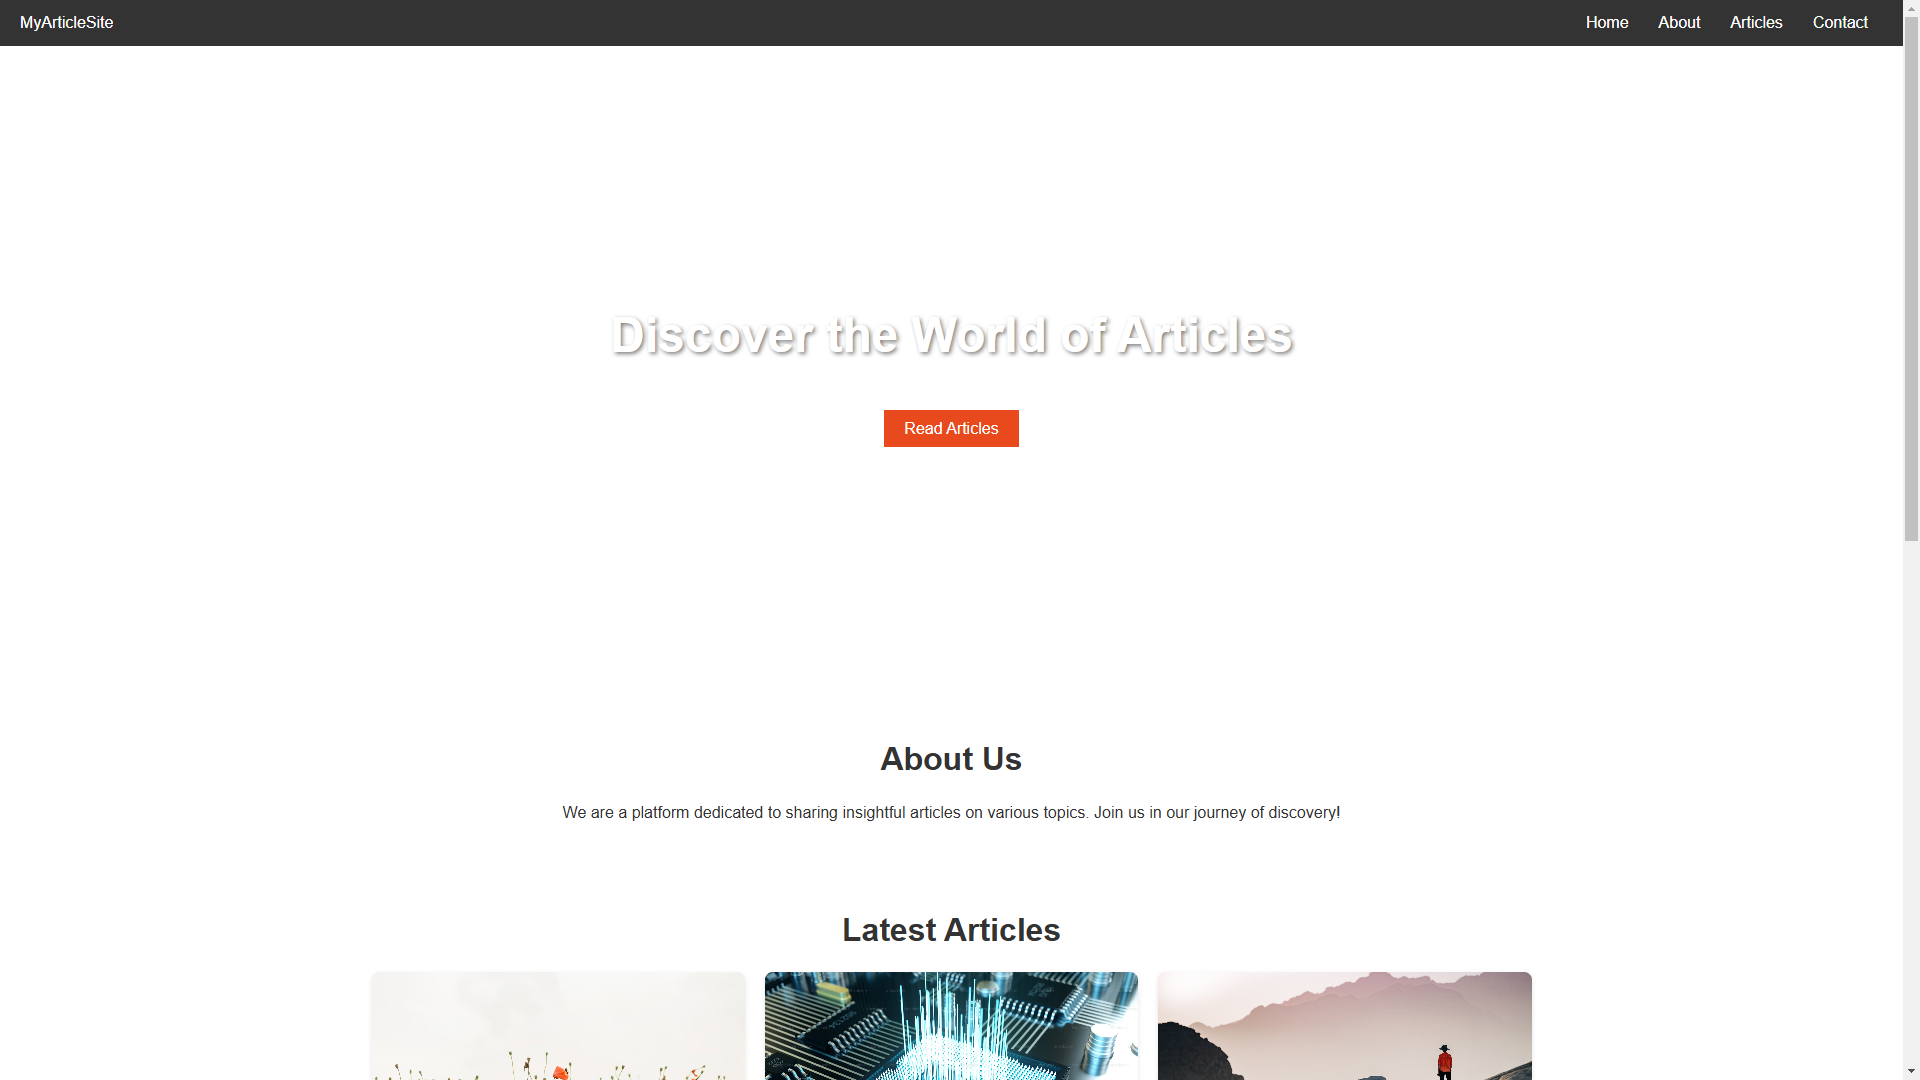 MyArticleSite
Home About Articles Contact
Discover the World of Articles
Read Articles
About Us
We are a platform dedicated to sharing insightful articles on various topics. Join us in our journey of discovery!
Latest Articles